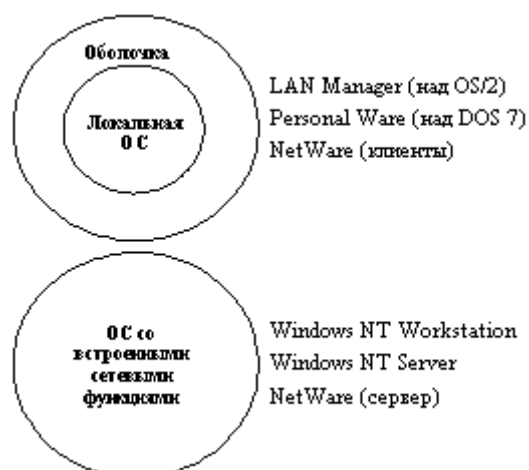 Оболочка
Локальная
ОС
LAN Manager (над OS/2)
Personal Ware (над DOS 7)
NetWare (клиенты)
ОС со
встроенными
сетевыми
функциями
Windows NT Workstation
Windows NT Server
NetWare (сервер)